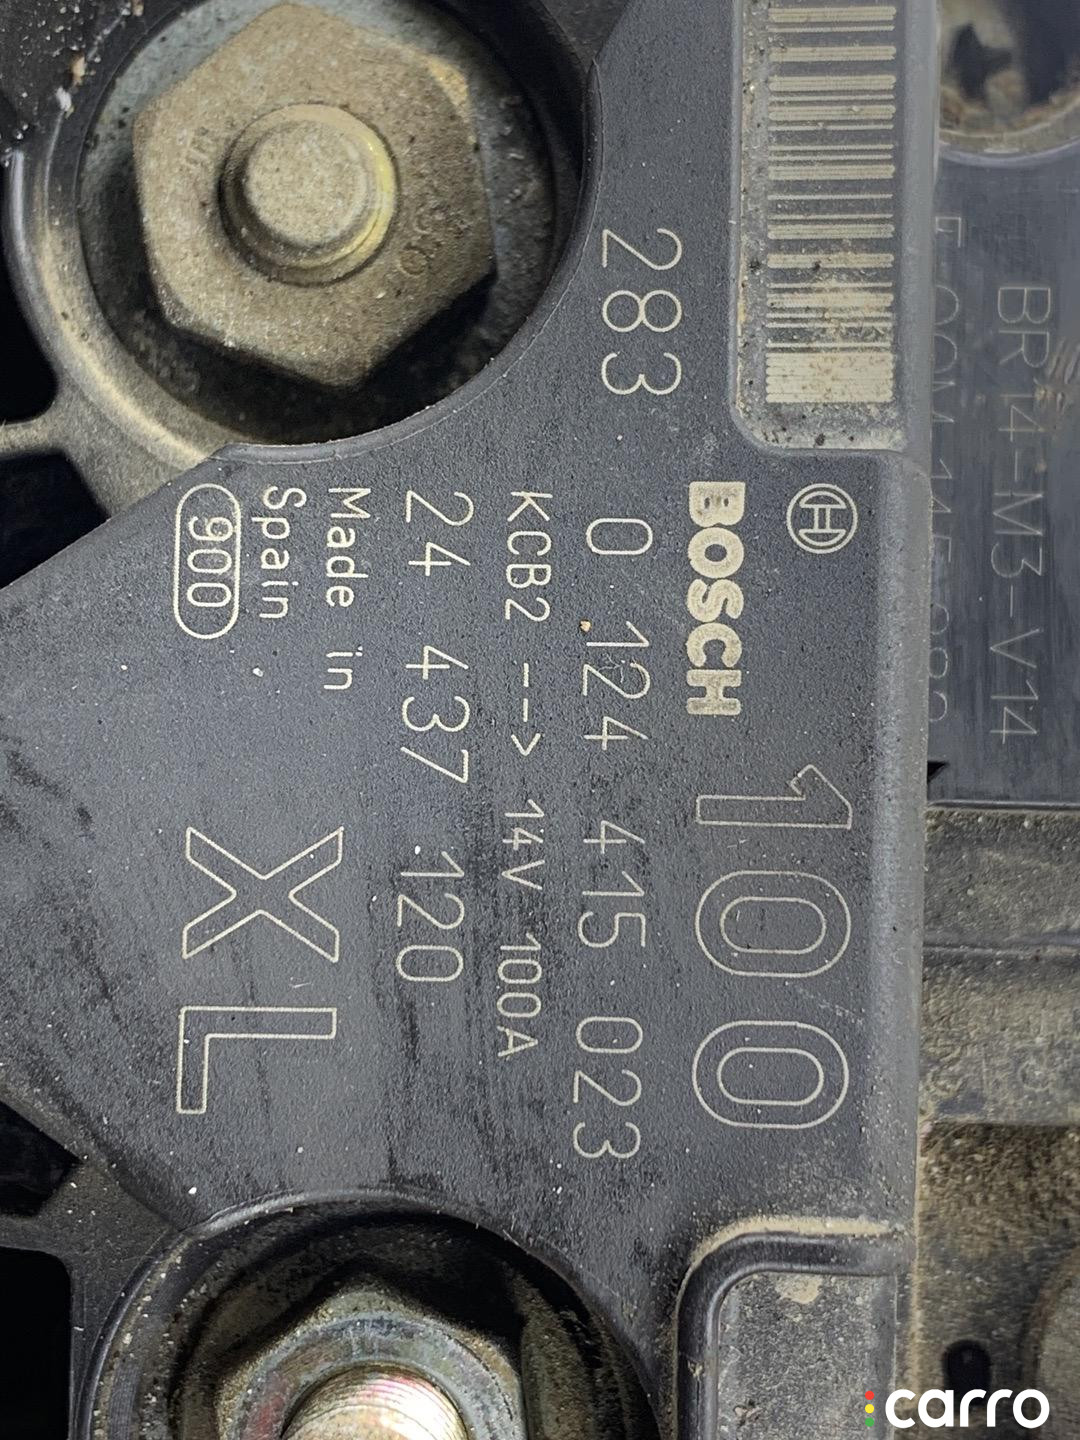 283
BOSCH 100
0 124 415 023
KCB2 --> 14V 100A
24 437 120
Made in
Spain
900
XL
BR14-M3-V14
carro